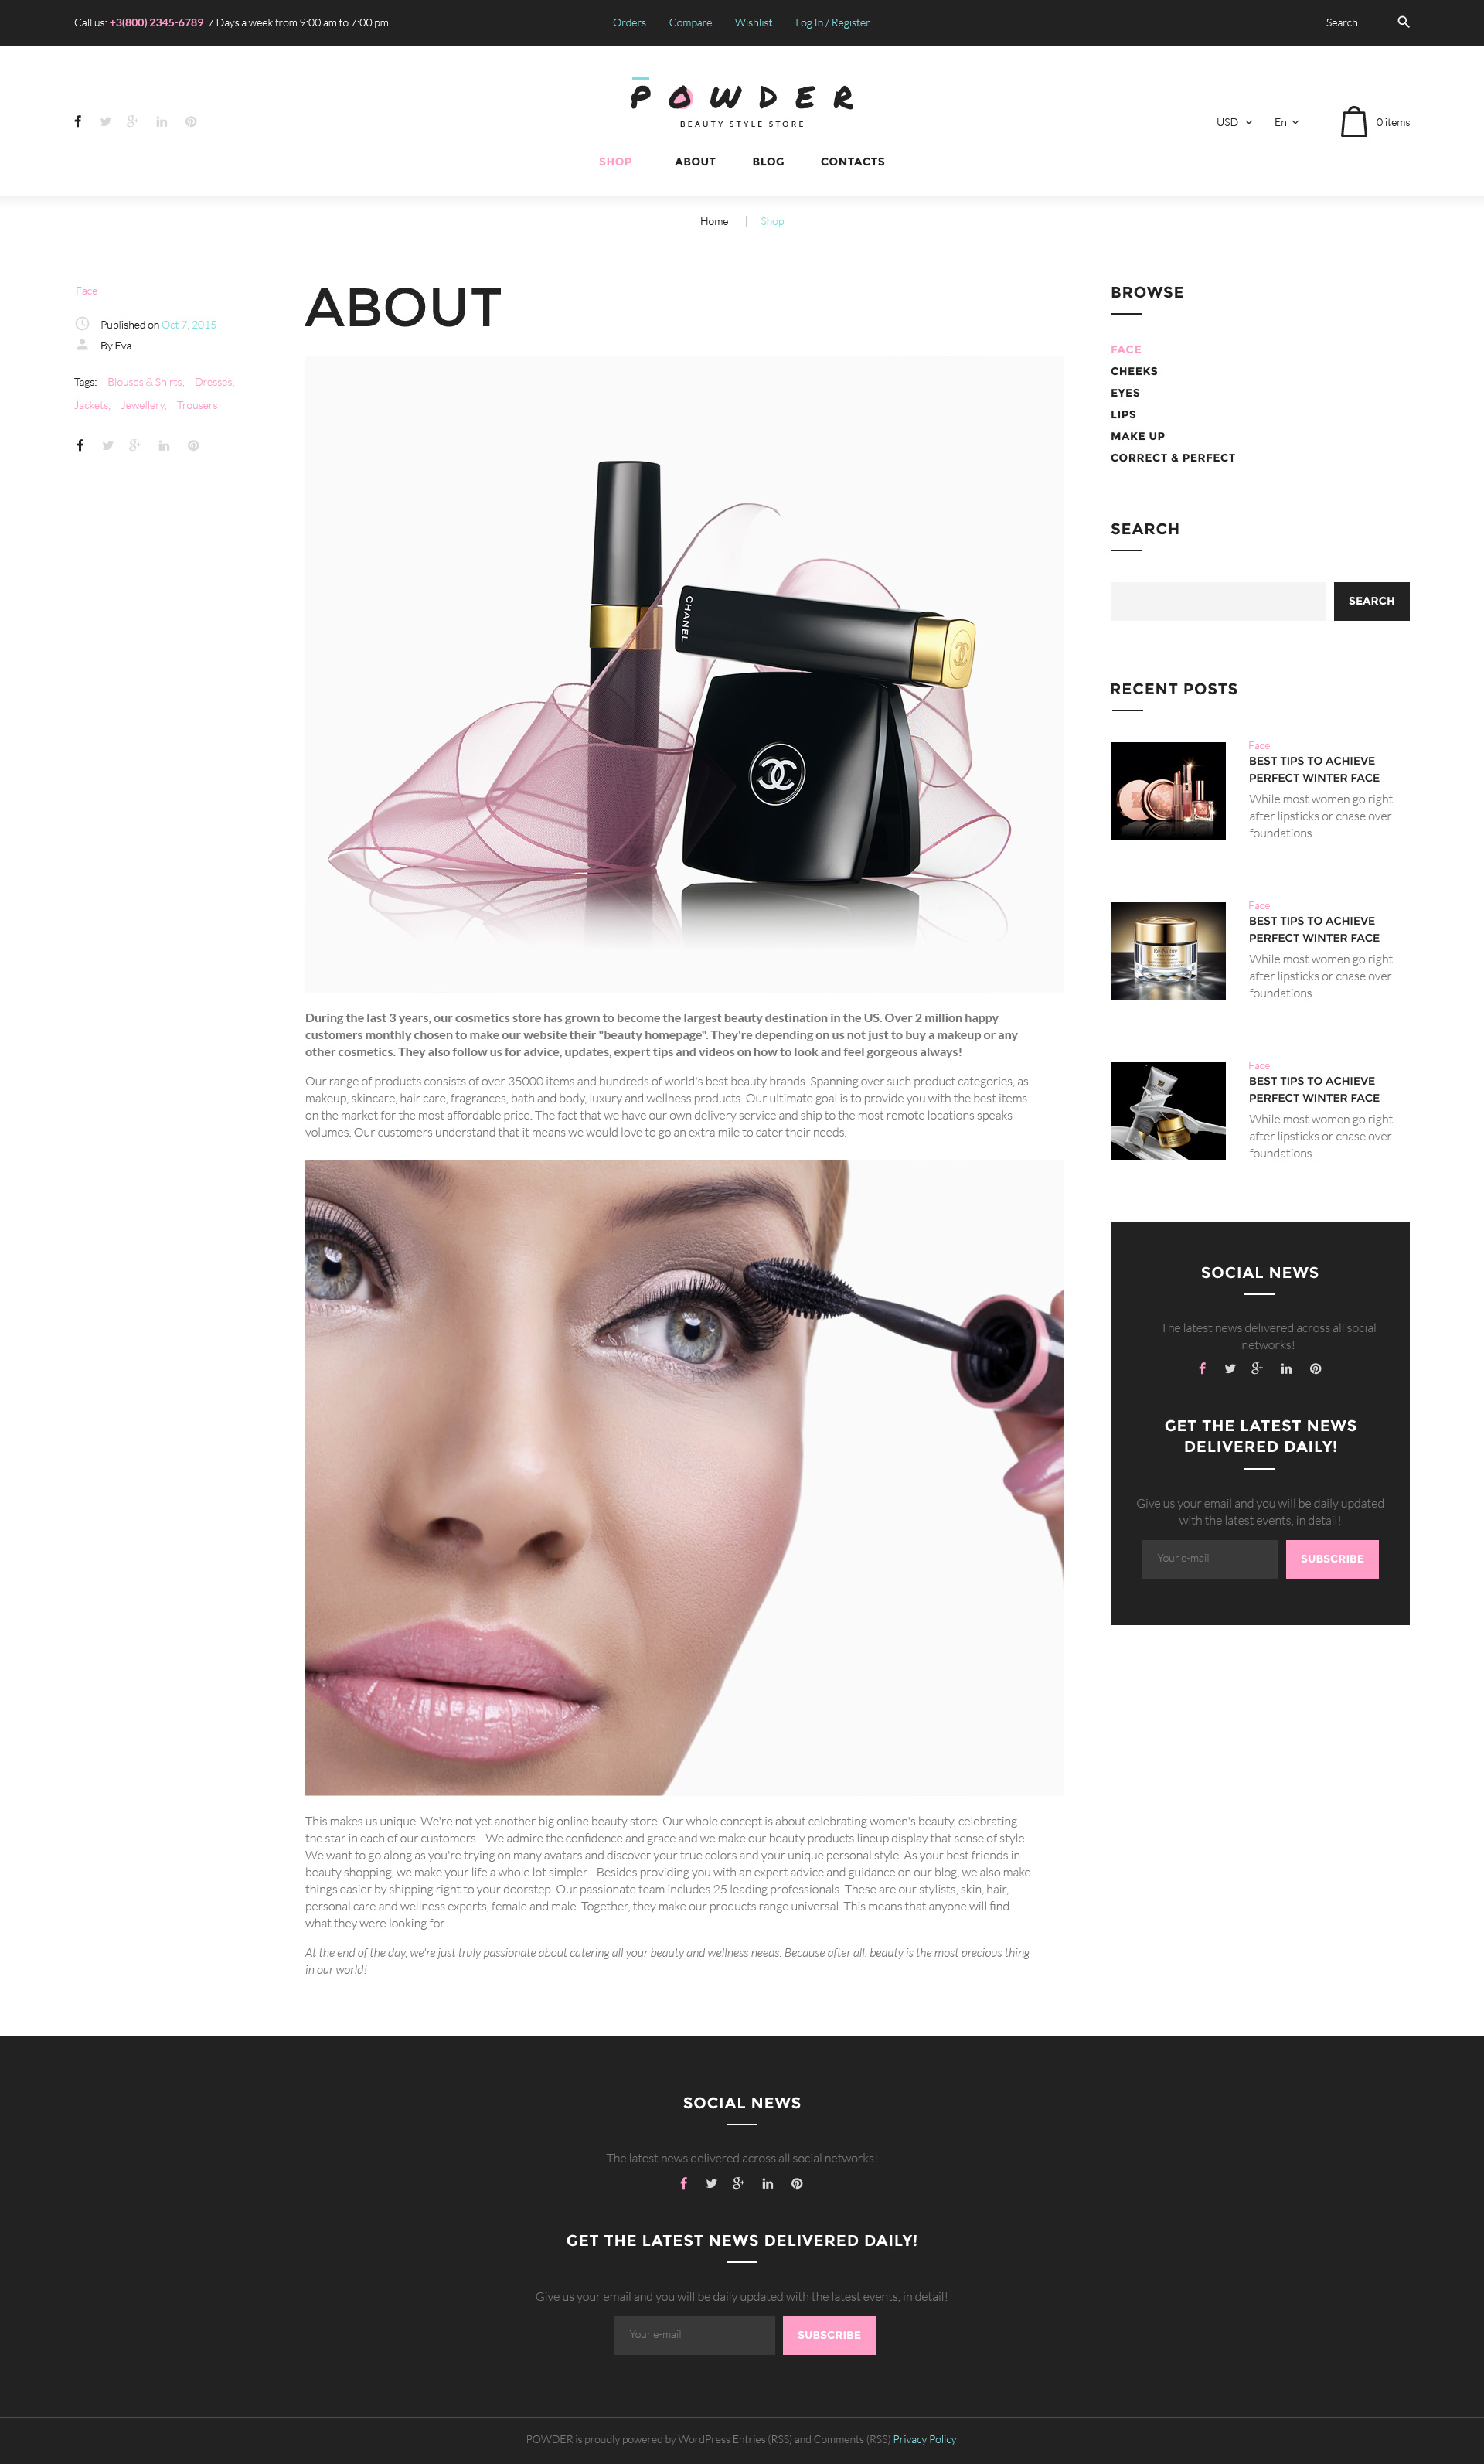 Call us: +3(800) 2345-6789 7 Days a week from 9:00 am to 7:00 pm
Orders Compare Wishlist Log In / Register
Search...
POWDER
BEAUTY STYLE STORE
USD En 0 items
SHOP ABOUT BLOG CONTACTS
Home | Shop
Face
Published on Oct 7, 2015
By Eva
Tags: Blouses & Shirts, Dresses,
Jackets, Jewellery, Trousers
ABOUT
CHANEL
During the last 3 years, our cosmetics store has grown to become the largest beauty destination in the US. Over 2 million happy
customers monthly chosen to make our website their "beauty homepage". They're depending on us not just to buy a makeup or any
other cosmetics. They also follow us for advice, updates, expert tips and videos on how to look and feel gorgeous always!
Our range of products consists of over 35000 items and hundreds of world's best beauty brands. Spanning over such product categories, as
makeup, skincare, hair care, fragrances, bath and body, luxury and wellness products. Our ultimate goal is to provide you with the best items
on the market for the most affordable price. The fact that we have our own delivery service and ship to the most remote locations speaks
volumes. Our customers understand that it means we would love to go an extra mile to cater their needs.
This makes us unique. We're not yet another big online beauty store. Our whole concept is about celebrating women's beauty, celebrating
the star in each of our customers... We admire the confidence and grace and we make our beauty products lineup display that sense of style.
We want to go along as you're trying on many avatars and discover your true colors and your unique personal style. As your best friends in
beauty shopping, we make your life a whole lot simpler. Besides providing you with an expert advice and guidance on our blog, we also make
things easier by shipping right to your doorstep. Our passionate team includes 25 leading professionals. These are our stylists, skin, hair,
personal care and wellness experts, female and male. Together, they make our products range universal. This means that anyone will find
what they were looking for.
At the end of the day, we're just truly passionate about catering all your beauty and wellness needs. Because after all, beauty is the most precious thing
in our world!
BROWSE
FACE
CHEEKS
EYES
LIPS
MAKE UP
CORRECT & PERFECT
SEARCH
SEARCH
RECENT POSTS
Face
BEST TIPS TO ACHIEVE
PERFECT WINTER FACE
While most women go right
after lipsticks or chase over
foundations...
Face
BEST TIPS TO ACHIEVE
PERFECT WINTER FACE
While most women go right
after lipsticks or chase over
foundations...
Face
BEST TIPS TO ACHIEVE
PERFECT WINTER FACE
While most women go right
after lipsticks or chase over
foundations...
SOCIAL NEWS
The latest news delivered across all social
networks!
GET THE LATEST NEWS
DELIVERED DAILY!
Give us your email and you will be daily updated
with the latest events, in detail!
Your e-mail SUBSCRIBE
SOCIAL NEWS
The latest news delivered across all social networks!
GET THE LATEST NEWS DELIVERED DAILY!
Give us your email and you will be daily updated with the latest events, in detail!
Your e-mail SUBSCRIBE
POWDER is proudly powered by WordPress Entries (RSS) and Comments (RSS) Privacy Policy